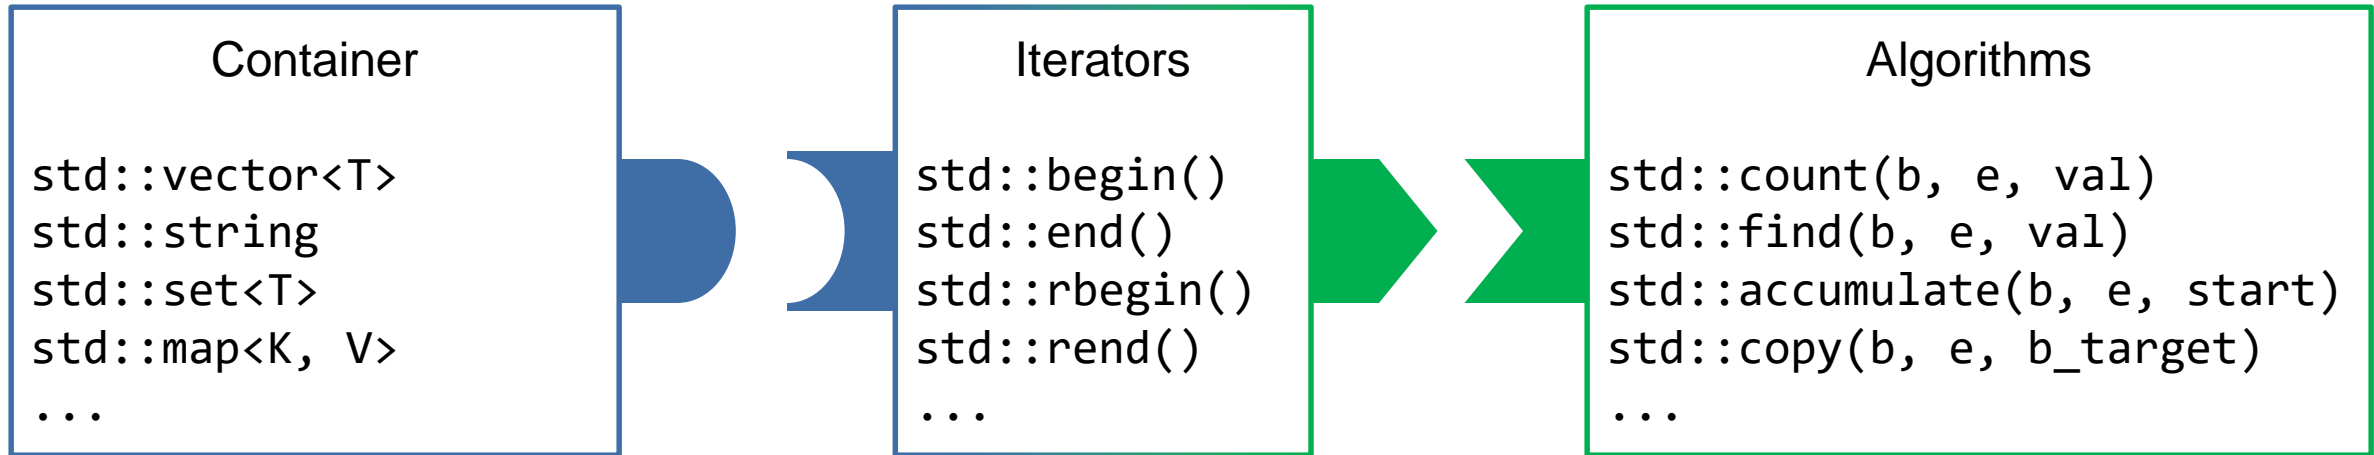 Container
std::vector<T>
std::string
std::set<T>
std::map<K, V>
...
Iterators
std::begin()
std::end()
std::rbegin()
std::rend()
...
Algorithms
std::count(b, e, val)
std::find(b, e, val)
std::accumulate(b, e, start)
std::copy(b, e, b_target)
...